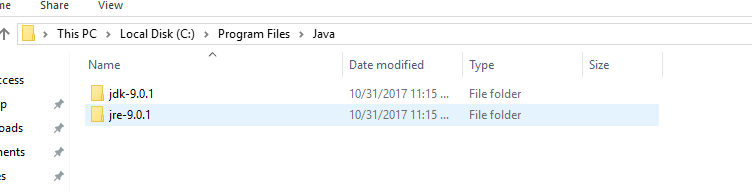 Share View
This PC > Local Disk (C:) > Program Files > Java
Name Date modified Type Size
jdk-9.0.1 10/31/2017 11:15 ... File folder
jre-9.0.1 10/31/2017 11:15 ... File folder